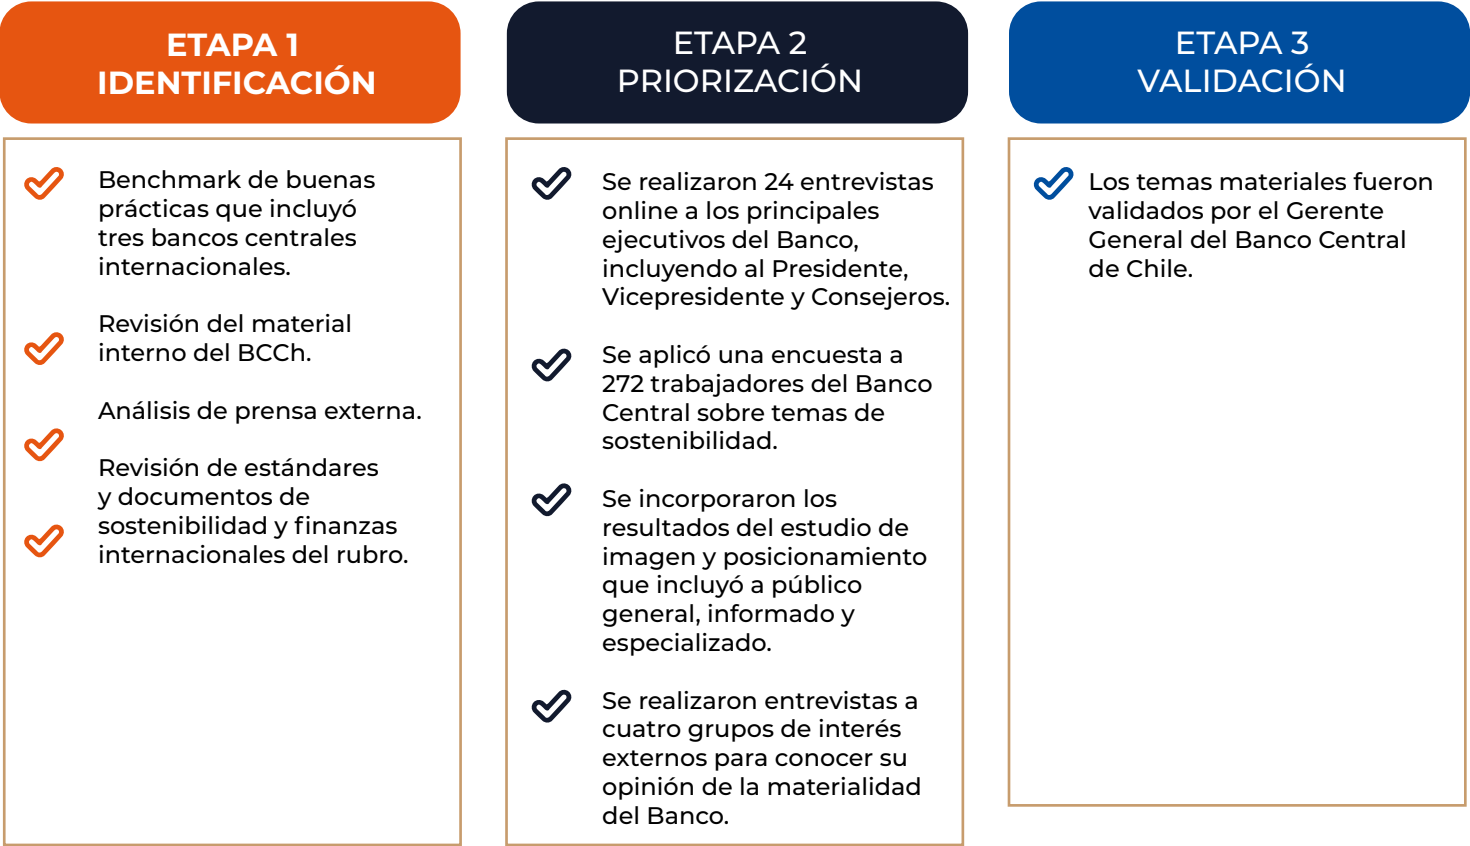 ETAPA 1
IDENTIFICACIÓN
Benchmark de buenas
prácticas que incluyó
tres bancos centrales
internacionales.
Revisión del material
interno del BCCh.
Análisis de prensa externa.
Revisión de estándares
y documentos de
sostenibilidad y finanzas
internacionales del rubro.
ETAPA 2
PRIORIZACIÓN
Se realizaron 24 entrevistas
online a los principales
ejecutivos del Banco,
incluyendo al Presidente,
Vicepresidente y Consejeros.
Se aplicó una encuesta a
272 trabajadores del Banco
Central sobre temas de
sostenibilidad.
Se incorporaron los
resultados del estudio de
imagen y posicionamiento
que incluyó a público
general, informado y
especializado.
Se realizaron entrevistas a
cuatro grupos de interés
externos para conocer su
opinión de la materialidad
del Banco.
ETAPA 3
VALIDACIÓN
Los temas materiales fueron
validados por el Gerente
General del Banco Central
de Chile.